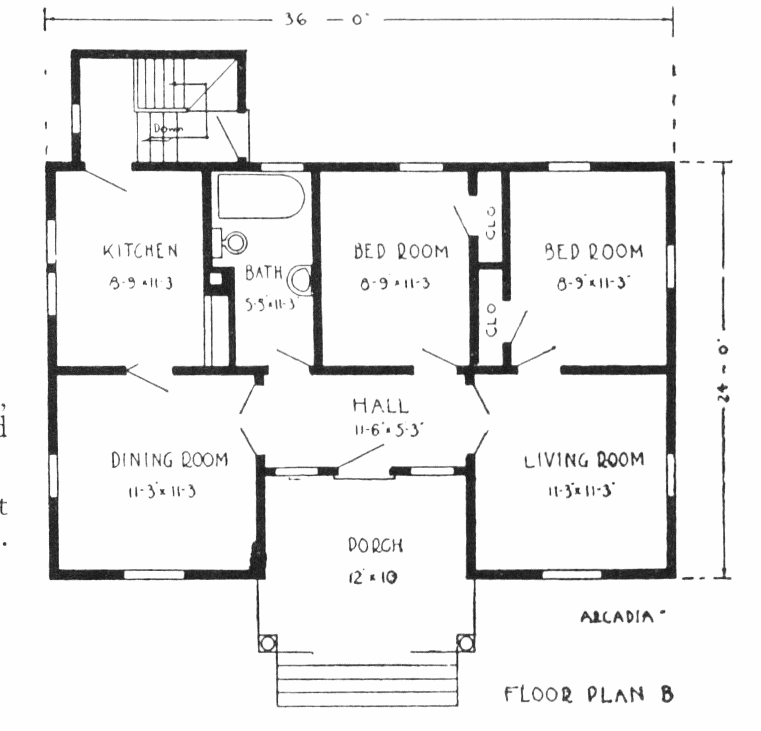 36 - 0"
Down
KITCHEN
8-9 x 11-3
BATH
5-5 x 11-3
BED ROOM
8-9" x 11-3
CLO
CLO
BED ROOM
8-9" x 11-3"
24 - 0"
HALL
11-6" x 5-3"
DINING ROOM
11-3" x 11-3
LIVING ROOM
11-3" x 11-3"
PORCH
12' x 10
ARCADIA -
FLOOR PLAN B
,
d
t
.